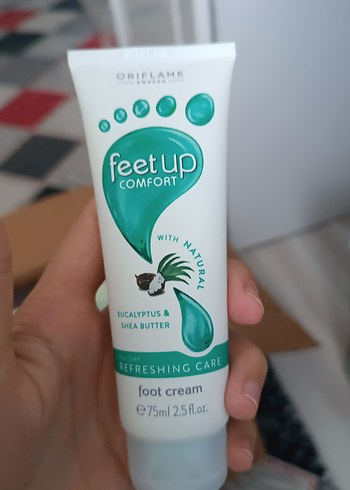 ORIFLAME
SWEDEN
feet up
COMFORT
WITH NATURAL
EUCALYPTUS &
SHEA BUTTER
ALL DAY
REFRESHING CARE
foot cream
℮75ml 2.5 fl.oz.